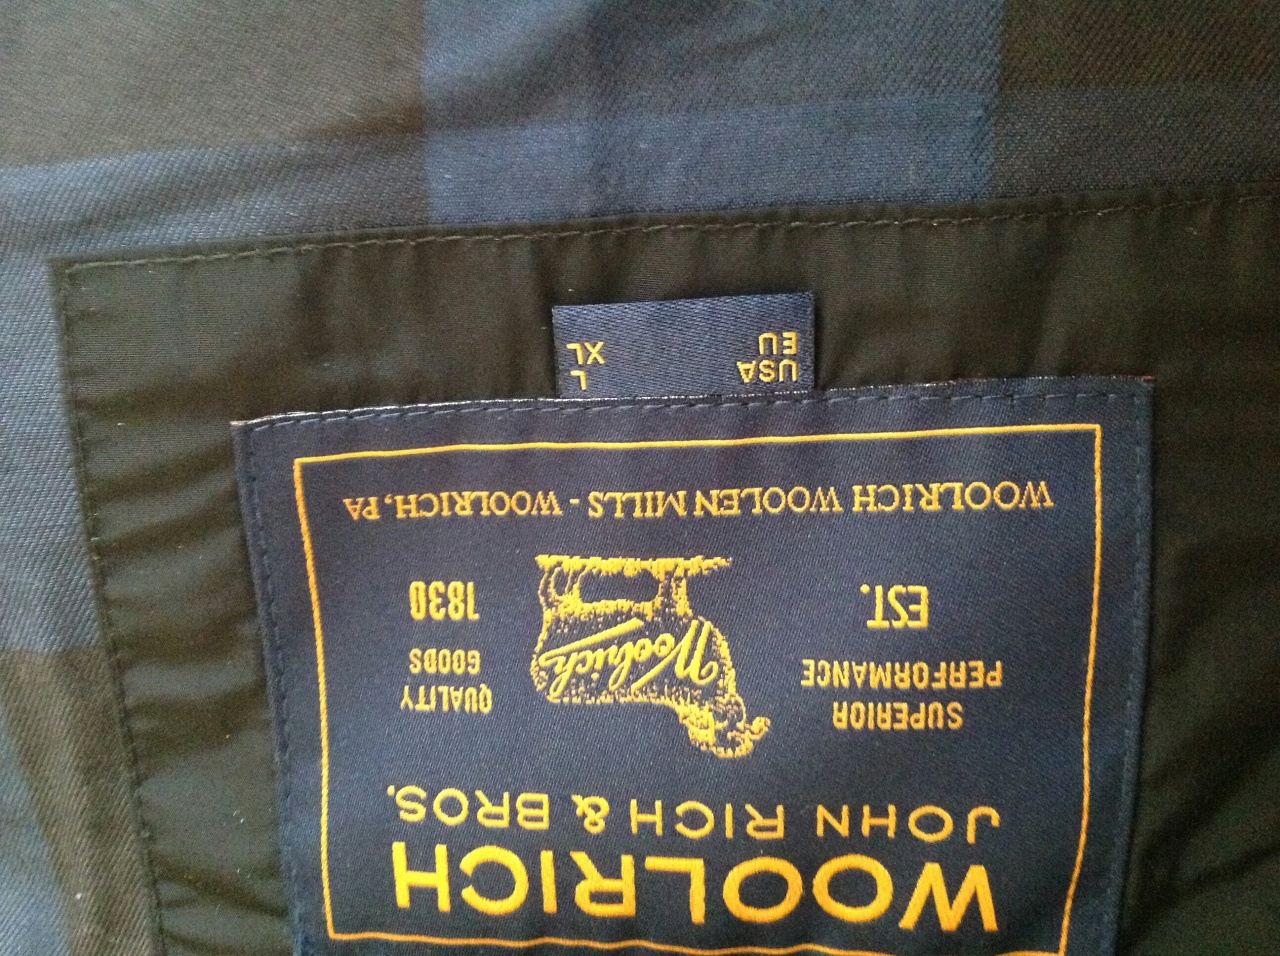 WOOLRICH
JOHN RICH & BROS.
SUPERIOR
PERFORMANCE
QUALITY
GOODS
Woolrich
EST.
1830
WOOLRICH WOOLEN MILLS - WOOLRICH, PA
USA L
EU XL